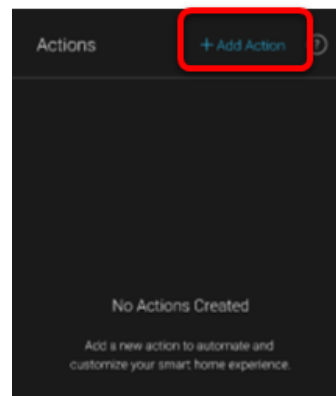 Actions
+ Add Action ?
No Actions Created
Add a new action to automate and
customize your smart home experience.